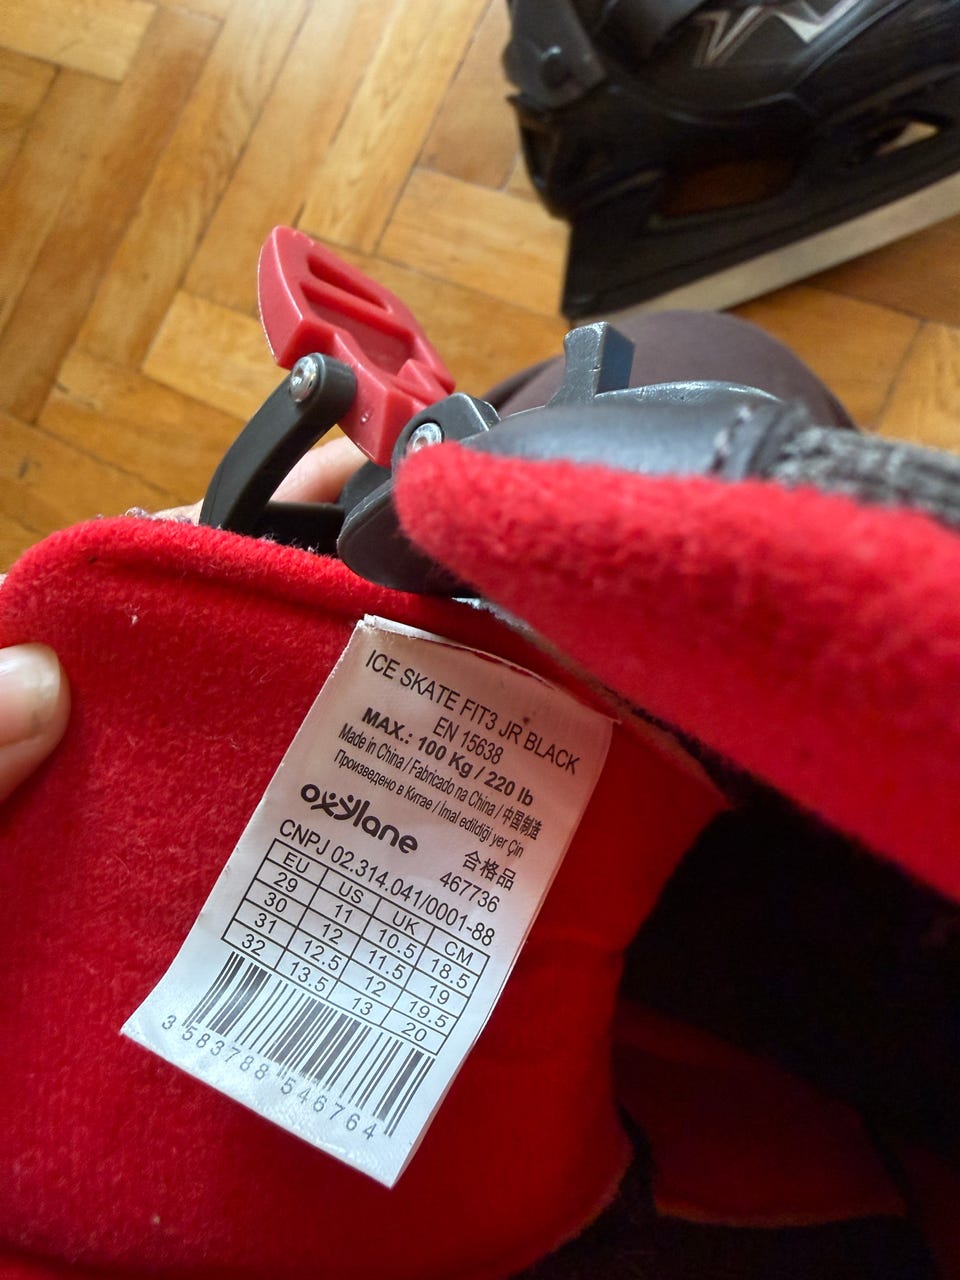 ICE SKATE FIT3 JR BLACK
EN 15638
MAX.: 100 Kg / 220 lb
Made in China / Fabricado na China / 中国制造
Произведено в Китае / İmal edildiği yer Çin
oxylane
合格品
467736
CNPJ 02.314.041/0001-88
EU US UK CM
29 11 10.5 18.5
30 12 11.5 19
31 12.5 12 19.5
32 13.5 13 20
3 583788 546764